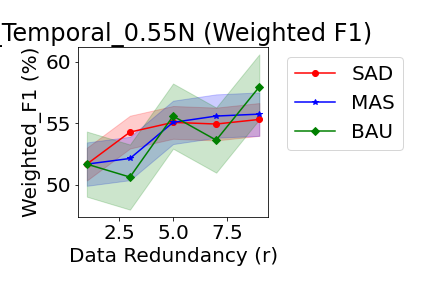 _Temporal_0.55N (Weighted F1)
Weighted_F1 (%)
60
55
50
2.5 5.0 7.5
Data Redundancy (r)
SAD
MAS
BAU